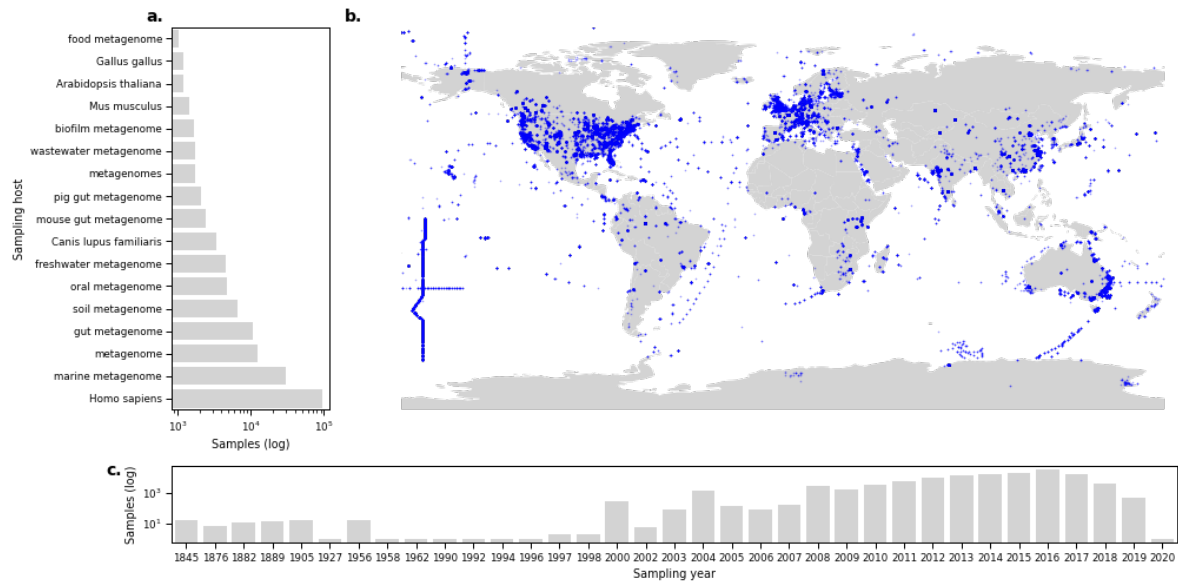 a.
Sampling host
food metagenome
Gallus gallus
Arabidopsis thaliana
Mus musculus
biofilm metagenome
wastewater metagenome
metagenomes
pig gut metagenome
mouse gut metagenome
Canis lupus familiaris
freshwater metagenome
oral metagenome
soil metagenome
gut metagenome
metagenome
marine metagenome
Homo sapiens
10³ 10⁴ 10⁵
Samples (log)
b.
c.
Samples (log)
10³
10¹
1845 1876 1882 1889 1905 1927 1956 1958 1962 1990 1992 1994 1996 1997 1998 2000 2002 2003 2004 2005 2006 2007 2008 2009 2010 2011 2012 2013 2014 2015 2016 2017 2018 2019 2020
Sampling year